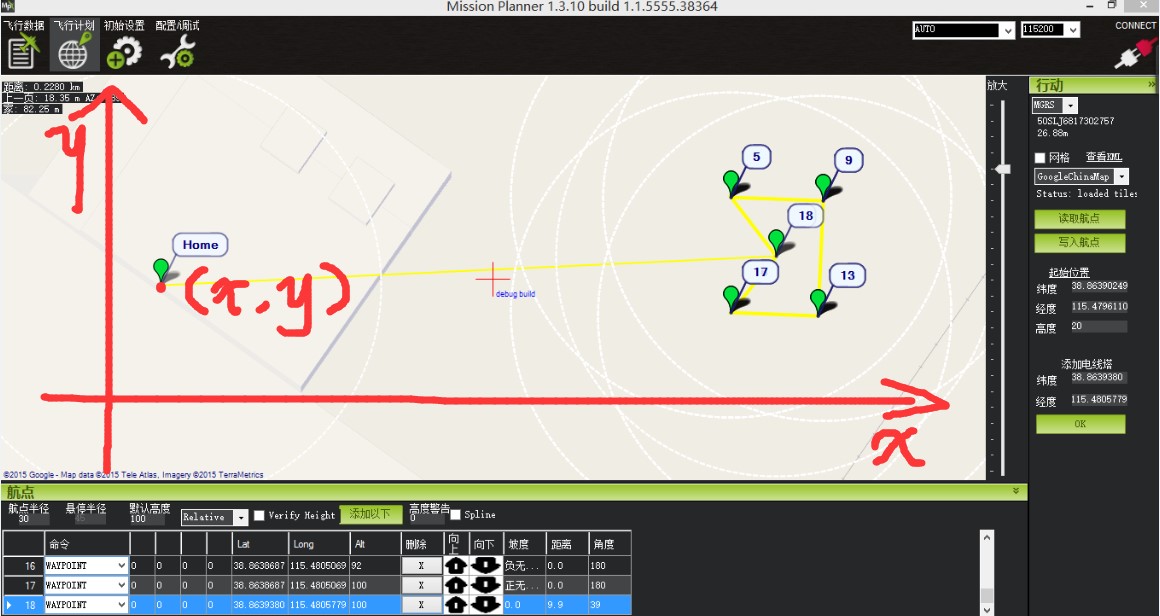 Mission Planner 1.3.10 build 1.1.5555.38364
飞行数据 飞行计划 初始设置 配置/调试
AUTO 115200 CONNECT
距离: 0.2280 km
上一页: 18.35 m AZ
家: 82.25 m
放大
行动
MGRS
50SLJ6817302757
26.88m
网格 查看KML
GoogleChinaMap
Status: loaded tiles
读取航点
写入航点
起始位置
纬度 38.86390249
经度 115.4796110
高度 20
添加电线塔
纬度 38.8639380
经度 115.4805779
OK
y
5
9
18
Home
17
13
(x,y)
debug build
x
©2015 Google - Map data ©2015 Tele Atlas, Imagery ©2015 TerraMetrics
航点
航点半径 悬停半径 默认高度 高度警告
30 45 100 Relative Verify Height 添加以下 0 Spline
命令 Lat Long Alt 删除 向上 向下 坡度 距离 角度
16 WAYPOINT 0 0 0 0 38.8638687 115.4805069 92 X 负无... 0.0 180
17 WAYPOINT 0 0 0 0 38.8638687 115.4805069 100 X 正无... 0.0 180
18 WAYPOINT 0 0 0 0 38.8639380 115.4805779 100 X 0.0 9.9 39